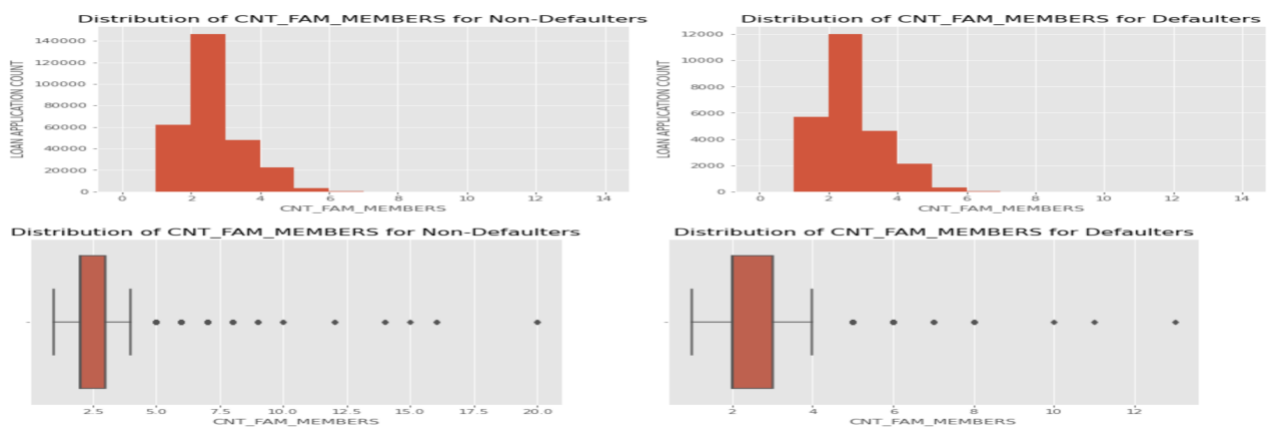 Distribution of CNT_FAM_MEMBERS for Non-Defaulters
LOAN APPLICATION COUNT
140000
120000
100000
80000
60000
40000
20000
0
0 2 4 6 8 10 12 14
CNT_FAM_MEMBERS
Distribution of CNT_FAM_MEMBERS for Defaulters
LOAN APPLICATION COUNT
12000
10000
8000
6000
4000
2000
0
0 2 4 6 8 10 12 14
CNT_FAM_MEMBERS
Distribution of CNT_FAM_MEMBERS for Non-Defaulters
2.5 5.0 7.5 10.0 12.5 15.0 17.5 20.0
CNT_FAM_MEMBERS
Distribution of CNT_FAM_MEMBERS for Defaulters
2 4 6 8 10 12
CNT_FAM_MEMBERS